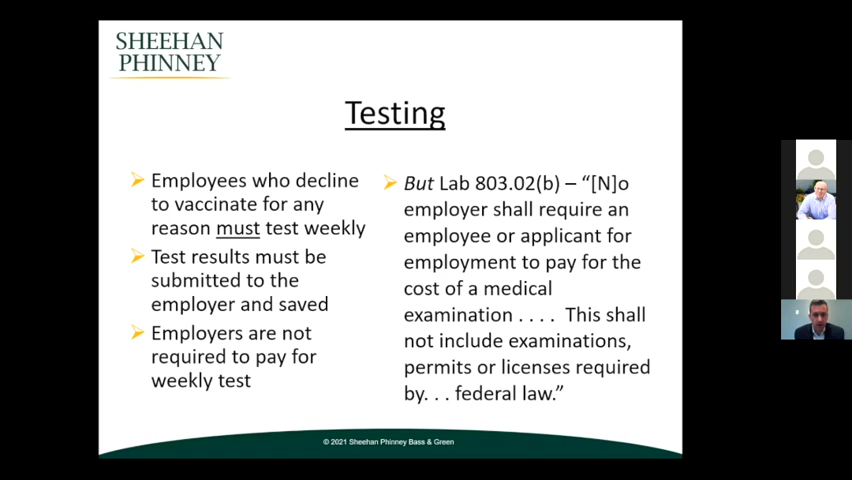 SHEEHAN
PHINNEY
Testing
Employees who decline
to vaccinate for any
reason must test weekly
Test results must be
submitted to the
employer and saved
Employers are not
required to pay for
weekly test
But Lab 803.02(b) – “[N]o
employer shall require an
employee or applicant for
employment to pay for the
cost of a medical
examination . . . . This shall
not include examinations,
permits or licenses required
by. . . federal law.”
© 2021 Sheehan Phinney Bass & Green